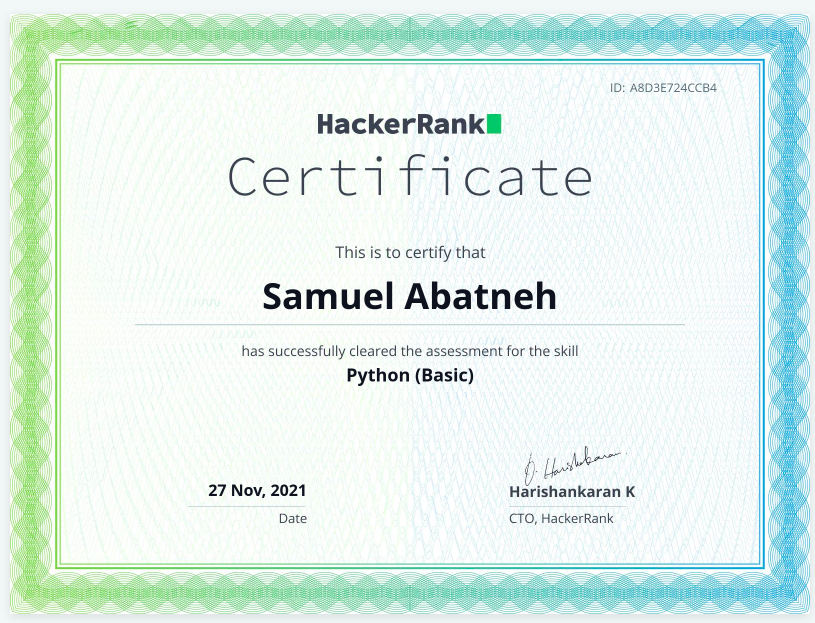 ID: A8D3E724CCB4
HackerRank
Certificate
This is to certify that
Samuel Abatneh
has successfully cleared the assessment for the skill
Python (Basic)
27 Nov, 2021
Date
Harishankaran K
CTO, HackerRank